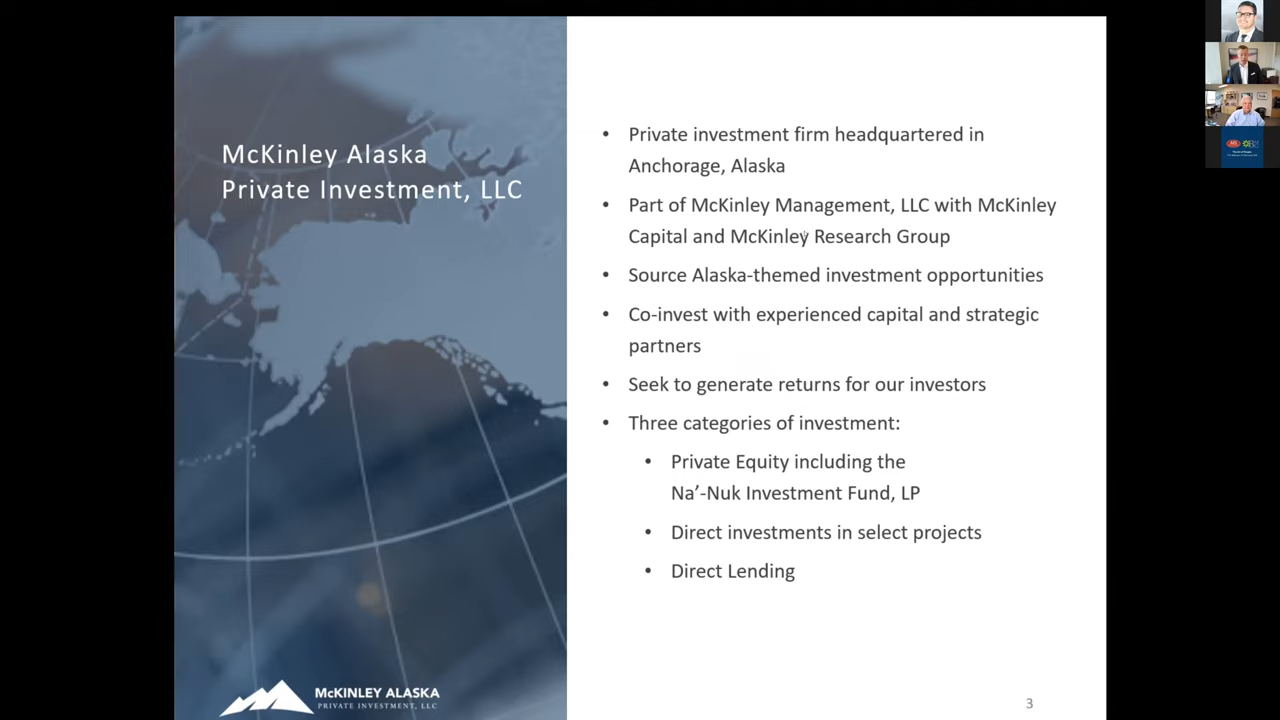 McKinley Alaska
Private Investment, LLC
• Private investment firm headquartered in
Anchorage, Alaska
• Part of McKinley Management, LLC with McKinley
Capital and McKinley Research Group
• Source Alaska-themed investment opportunities
• Co-invest with experienced capital and strategic
partners
• Seek to generate returns for our investors
• Three categories of investment:
• Private Equity including the
Na’-Nuk Investment Fund, LP
• Direct investments in select projects
• Direct Lending
McKINLEY ALASKA
PRIVATE INVESTMENT, LLC
3